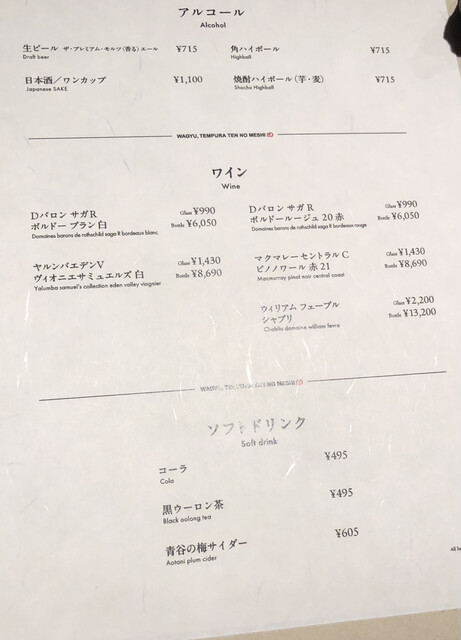 アルコール
Alcohol
生ビール ザ・プレミアム・モルツ〈香る〉エール ¥715
Draft beer
角ハイボール ¥715
Highball
日本酒／ワンカップ ¥1,100
Japanese SAKE
焼酎ハイボール（芋・麦） ¥715
Shochu Highball
WAGYU, TEMPURA TEN NO MESHI
ワイン
Wine
Dバロン サガR Glass ¥990
ボルドー ブラン 白 Bottle ¥6,050
Domaines barons de rothschild saga R bordeaux blanc
Dバロン サガR Glass ¥990
ボルドールージュ 20 赤 Bottle ¥6,050
Domaines barons de rothschild saga R bordeaux rouge
ヤルンバエデンV Glass ¥1,430
ヴィオニエサミュエルズ 白 Bottle ¥8,690
Yalumba samuel's collection eden valley viognier
マクマレーセントラル C Glass ¥1,430
ピノノワール 赤 21 Bottle ¥8,690
Macmurray pinot noir central coast
ウィリアム フェーブル Glass ¥2,200
シャブリ Bottle ¥13,200
Chablis domaine william fevre
WAGYU, TEMPURA TEN NO MESHI
ソフトドリンク
Soft drink
コーラ ¥495
Cola
黒ウーロン茶 ¥495
Black oolong tea
青谷の梅サイダー ¥605
Aotani plum cider
All